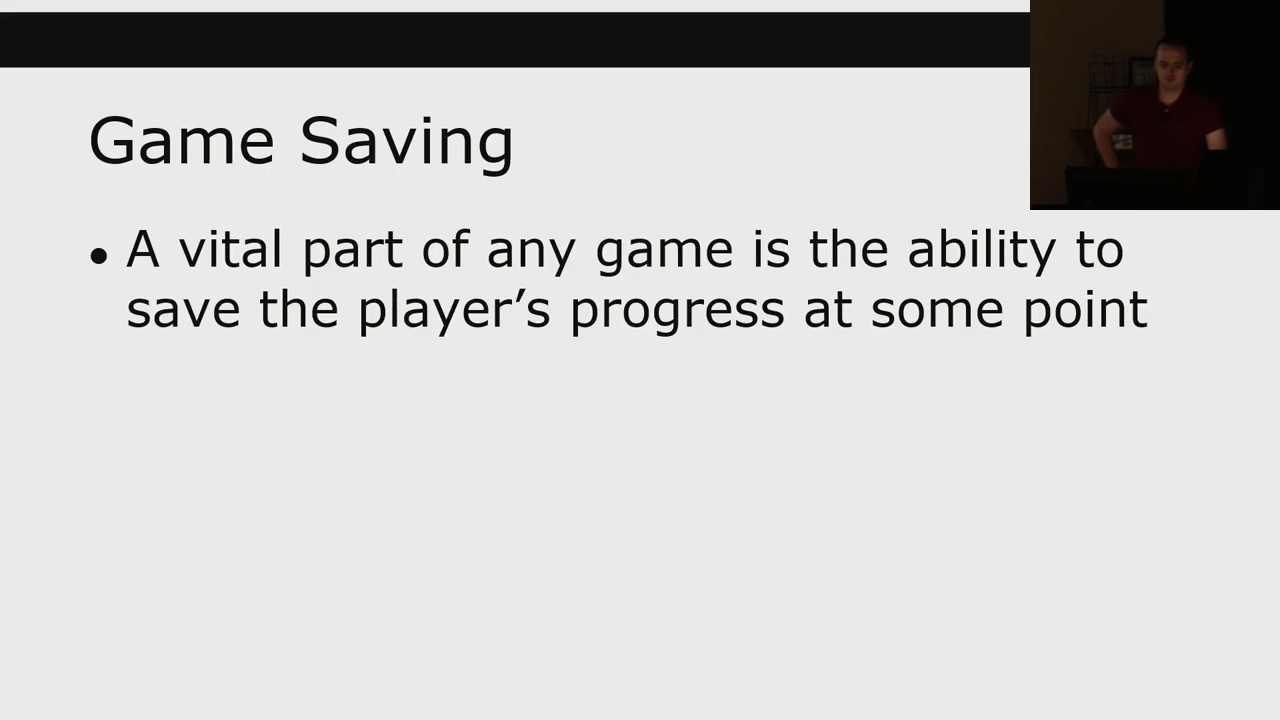 Game Saving
• A vital part of any game is the ability to
save the player’s progress at some point